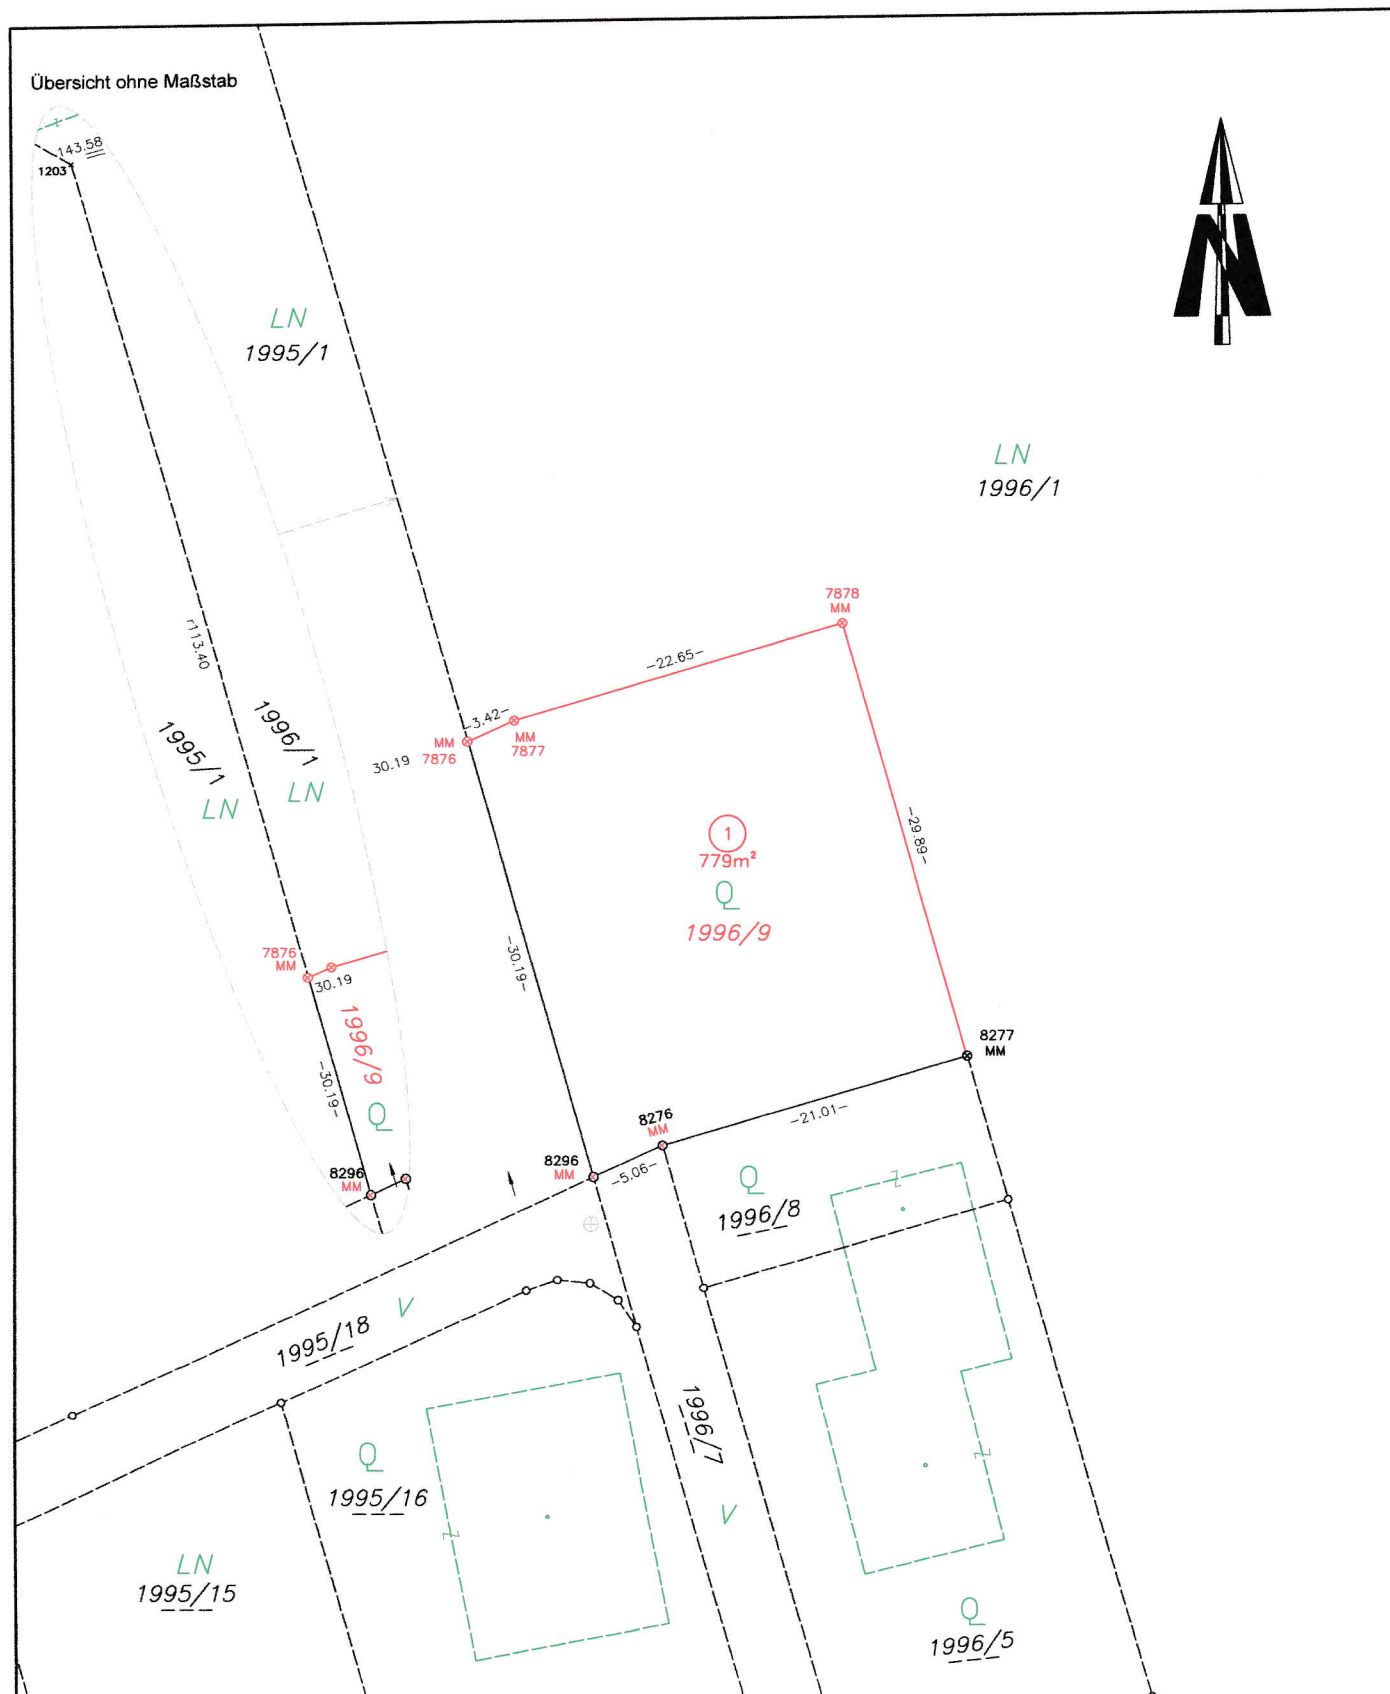 Übersicht ohne Maßstab
Z
143.58
1203
N
LN
1995/1
LN
1996/1
7878
MM
r113.40
-22.65-
-3.42-
MM
7876
MM
7877
30.19
1995/1
LN
1996/1
LN
-29.89-
1
779m²
Q
1996/9
-30.19-
7876
MM
30.19
1996/9
-30.19-
Q
8296
MM
8277
MM
8276
MM
-21.01-
8296
MM
-5.06-
Q
1996/8
Z
V
1995/18
1996/7
Q
1995/16
Z
Z
V
LN
1995/15
Q
1996/5